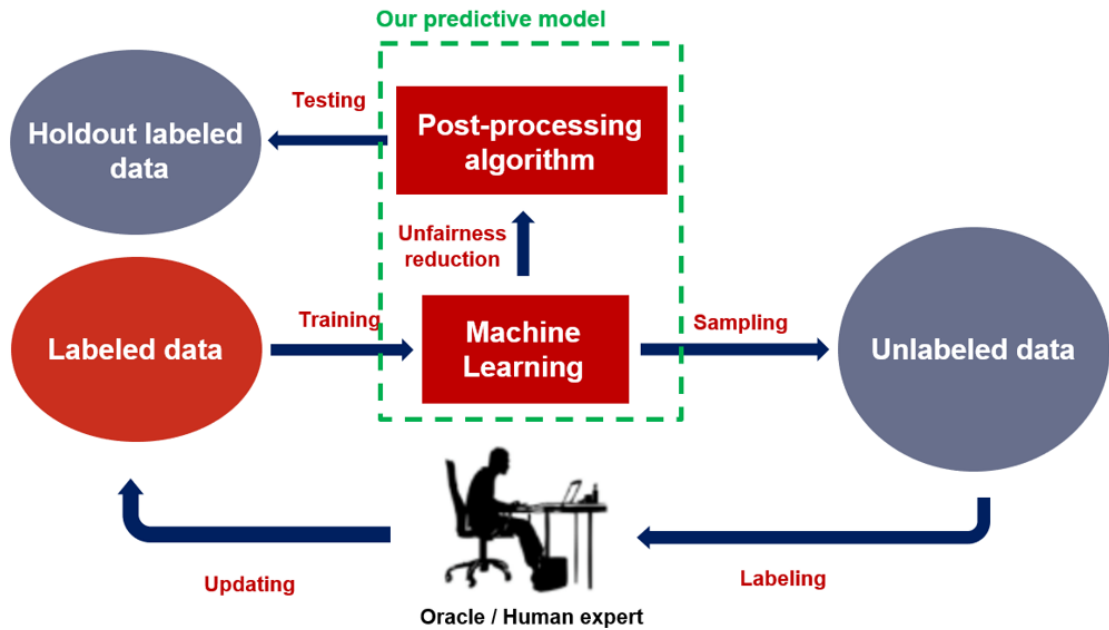 Our predictive model
Testing
Holdout labeled
data
Post-processing
algorithm
Unfairness
reduction
Labeled data
Training
Machine
Learning
Sampling
Unlabeled data
Updating
Labeling
Oracle / Human expert